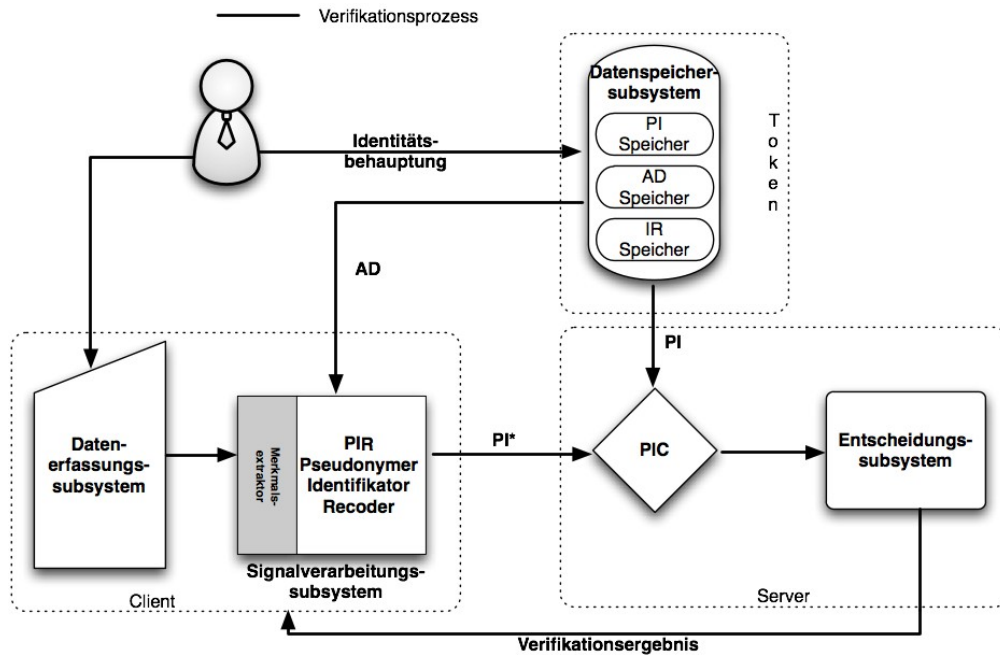 Verifikationsprozess
Datenspeicher-
subsystem
PI
Speicher
AD
Speicher
IR
Speicher
Token
Identitäts-
behauptung
AD
PI
Daten-
erfassungs-
subsystem
Merkmals-
extraktor
PIR
Pseudonymer
Identifikator
Recoder
PI*
PIC
Entscheidungs-
subsystem
Signalverarbeitungs-
subsystem
Client
Server
Verifikationsergebnis